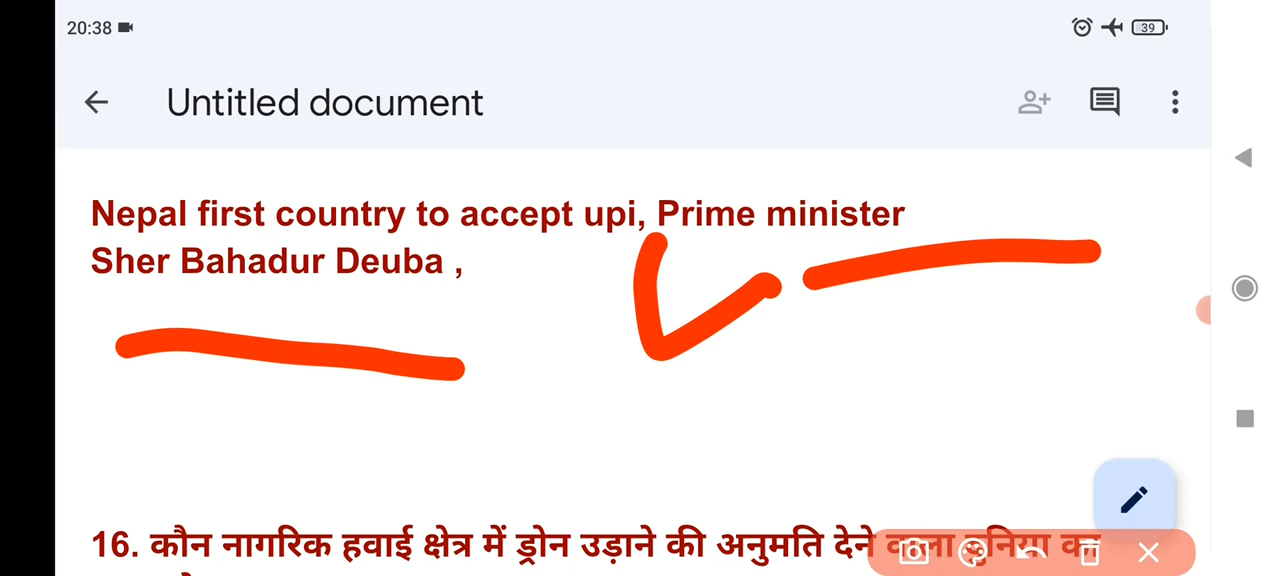 20:38
39
Untitled document
Nepal first country to accept upi, Prime minister
Sher Bahadur Deuba ,
16. कौन नागरिक हवाई क्षेत्र में ड्रोन उड़ाने की अनुमति देने वाला दुनिया का